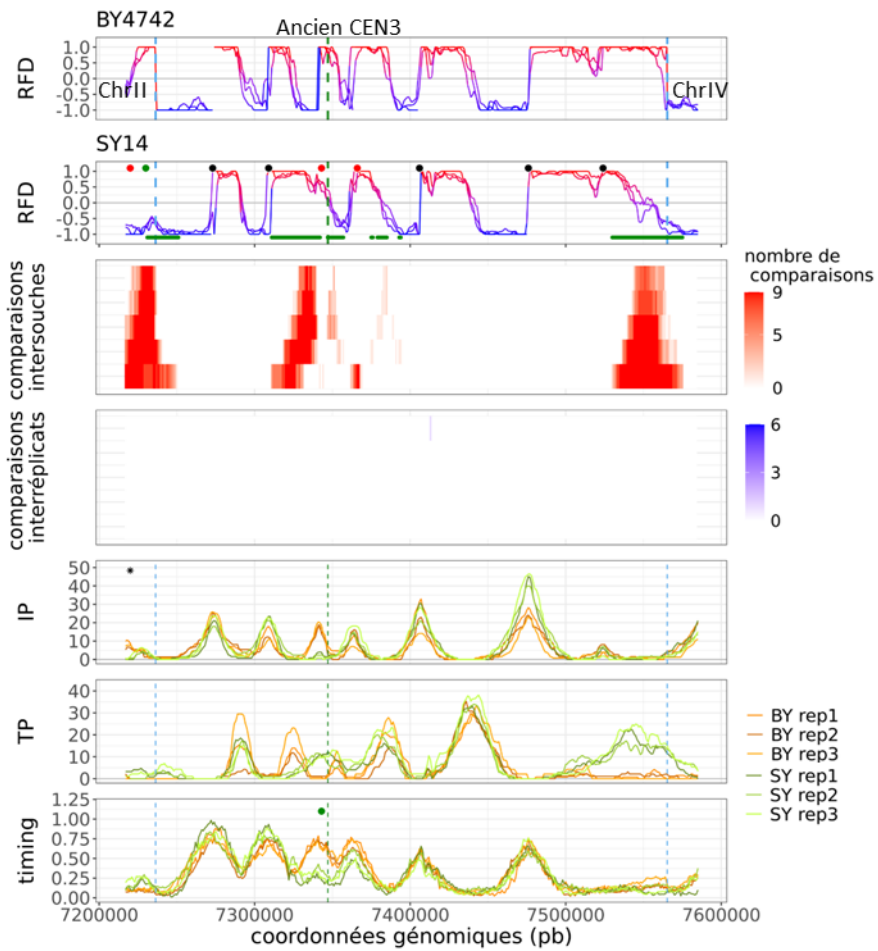 BY4742
Ancien CEN3
RFD
1.0
0.5
0.0
-0.5
-1.0
ChrII
ChrIV
SY14
RFD
1.0
0.5
0.0
-0.5
-1.0
comparaisons
intersouches
nombre de
comparaisons
9
5
0
comparaisons
interréplicats
6
3
0
IP
50
40
30
20
10
0
TP
40
30
20
10
0
BY rep1
BY rep2
BY rep3
SY rep1
SY rep2
SY rep3
timing
1.25
1.00
0.75
0.50
0.25
0.00
7200000 7300000 7400000 7500000 7600000
coordonnées génomiques (pb)